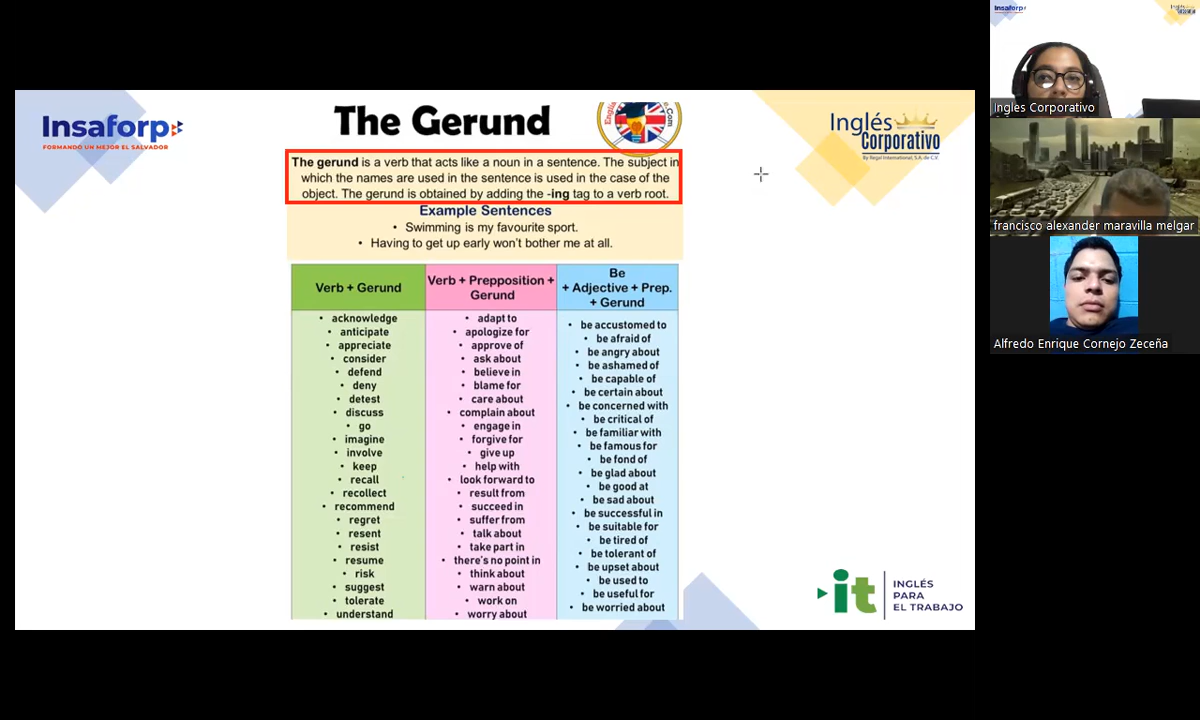 Insaforp
FORMANDO UN MEJOR EL SALVADOR
The Gerund
Inglés
Corporativo
By Regal International, S.A. de C.V.
The gerund is a verb that acts like a noun in a sentence. The subject in
which the names are used in the sentence is used in the case of the
object. The gerund is obtained by adding the -ing tag to a verb root.
Example Sentences
• Swimming is my favourite sport.
• Having to get up early won't bother me at all.
Verb + Gerund
• acknowledge
• anticipate
• appreciate
• consider
• defend
• deny
• detest
• discuss
• go
• imagine
• involve
• keep
• recall
• recollect
• recommend
• regret
• resent
• resist
• resume
• risk
• suggest
• tolerate
• understand
Verb + Prepposition +
Gerund
• adapt to
• apologize for
• approve of
• ask about
• believe in
• blame for
• care about
• complain about
• engage in
• forgive for
• give up
• help with
• look forward to
• result from
• succeed in
• suffer from
• talk about
• take part in
• there's no point in
• think about
• warn about
• work on
• worry about
Be
+ Adjective + Prep.
+ Gerund
• be accustomed to
• be afraid of
• be angry about
• be ashamed of
• be capable of
• be certain about
• be concerned with
• be critical of
• be familiar with
• be famous for
• be fond of
• be glad about
• be good at
• be sad about
• be successful in
• be suitable for
• be tired of
• be tolerant of
• be upset about
• be used to
• be useful for
• be worried about
it
INGLÉS
PARA
EL TRABAJO
Insaforp
Ingles Corporativo
francisco alexander maravilla melgar
Alfredo Enrique Cornejo Zeceña